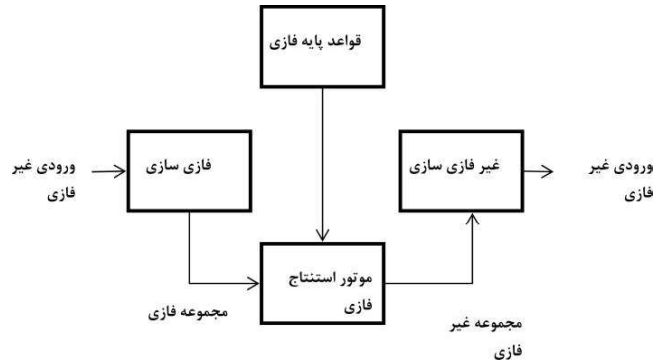 قواعد پایه فازی
فازی سازی
غیر فازی سازی
ورودی غیر
فازی
ورودی غیر
فازی
موتور استنتاج
فازی
مجموعه فازی
مجموعه غیر
فازی